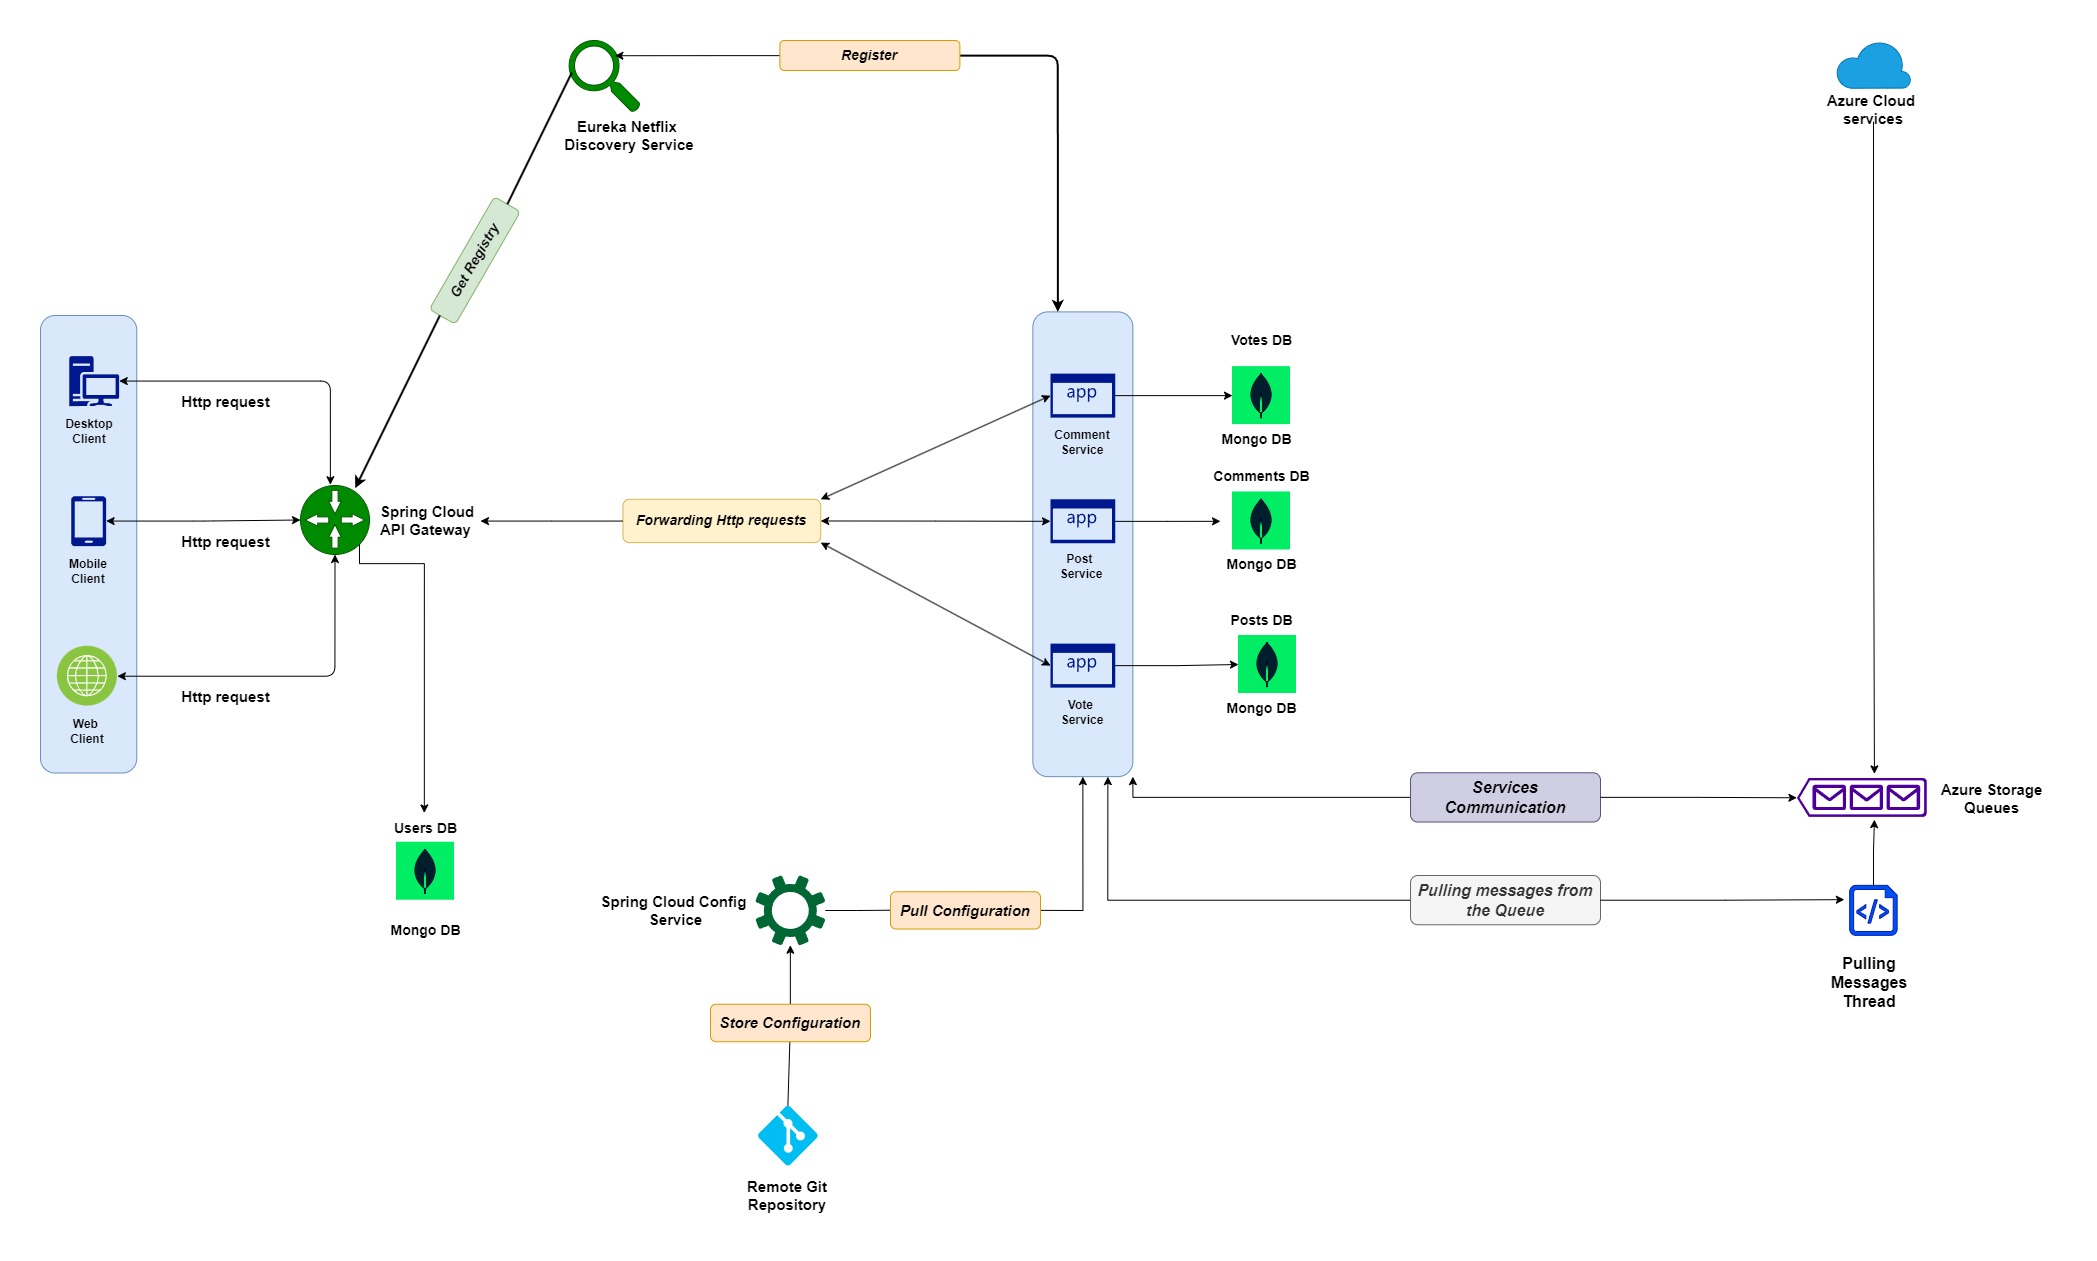 Register
Eureka Netflix
Discovery Service
Azure Cloud
services
Get Registry
Desktop
Client
Http request
Mobile
Client
Http request
Web
Client
Http request
Spring Cloud
API Gateway
Forwarding Http requests
app
Comment
Service
app
Post
Service
app
Vote
Service
Votes DB
Mongo DB
Comments DB
Mongo DB
Posts DB
Mongo DB
Users DB
Mongo DB
Services
Communication
Azure Storage
Queues
Pulling messages from
the Queue
Pulling
Messages
Thread
Spring Cloud Config
Service
Pull Configuration
Store Configuration
Remote Git
Repository